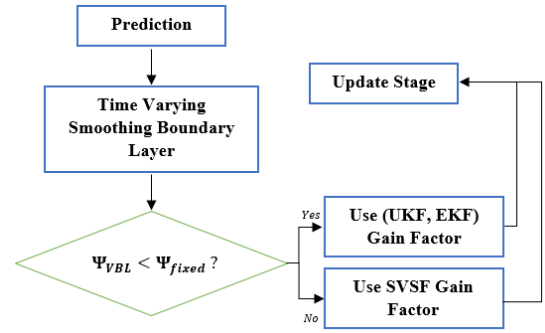 Prediction
Time Varying
Smoothing Boundary
Layer
Ψ_VBL < Ψ_fixed ?
Yes
No
Use (UKF, EKF)
Gain Factor
Use SVSF Gain
Factor
Update Stage